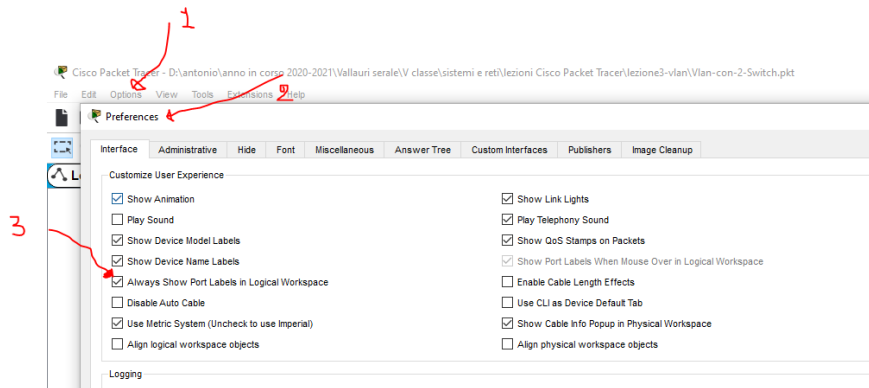 1
Cisco Packet Tracer - D:\antonio\anno in corso 2020-2021\Vallauri serale\V classe\sistemi e reti\lezioni Cisco Packet Tracer\lezione3-vlan\Vlan-con-2-Switch.pkt
File Edit Options View Tools Extensions Help
2
Preferences
Interface Administrative Hide Font Miscellaneous Answer Tree Custom Interfaces Publishers Image Cleanup
L
Customize User Experience
Show Animation Show Link Lights
Play Sound Play Telephony Sound
3
Show Device Model Labels Show QoS Stamps on Packets
Show Device Name Labels Show Port Labels When Mouse Over in Logical Workspace
Always Show Port Labels in Logical Workspace Enable Cable Length Effects
Disable Auto Cable Use CLI as Device Default Tab
Use Metric System (Uncheck to use Imperial) Show Cable Info Popup in Physical Workspace
Align logical workspace objects Align physical workspace objects
Logging